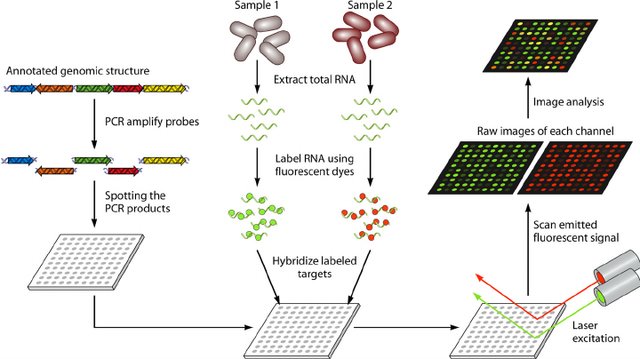 Sample 1
Sample 2
Annotated genomic structure
Extract total RNA
PCR amplify probes
Label RNA using
fluorescent dyes
Spotting the
PCR products
Hybridize labeled
targets
Image analysis
Raw images of each channel
Scan emitted
fluorescent signal
Laser
excitation